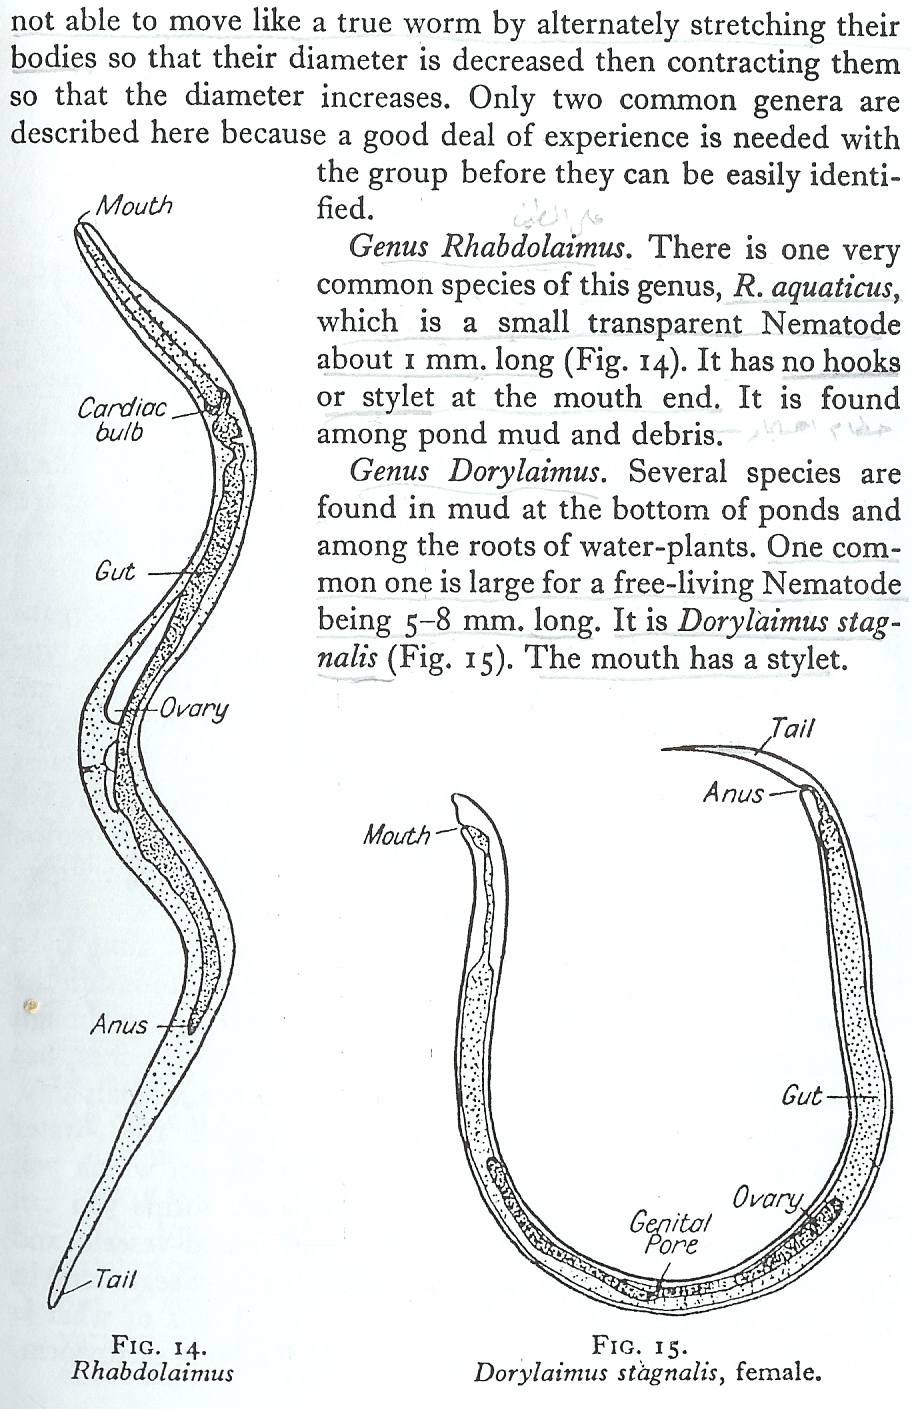 not able to move like a true worm by alternately stretching their
bodies so that their diameter is decreased then contracting them
so that the diameter increases. Only two common genera are
described here because a good deal of experience is needed with
the group before they can be easily identi-
fied.
Genus Rhabdolaimus. There is one very
common species of this genus, R. aquaticus,
which is a small transparent Nematode
about 1 mm. long (Fig. 14). It has no hooks
or stylet at the mouth end. It is found
among pond mud and debris.
Genus Dorylaimus. Several species are
found in mud at the bottom of ponds and
among the roots of water-plants. One com-
mon one is large for a free-living Nematode
being 5–8 mm. long. It is Dorylaimus stag-
nalis (Fig. 15). The mouth has a stylet.
Mouth
Cardiac
bulb
Gut
Ovary
Anus
Tail
FIG. 14.
Rhabdolaimus
Tail
Anus
Mouth
Gut
Ovary
Genital
Pore
FIG. 15.
Dorylaimus stagnalis, female.